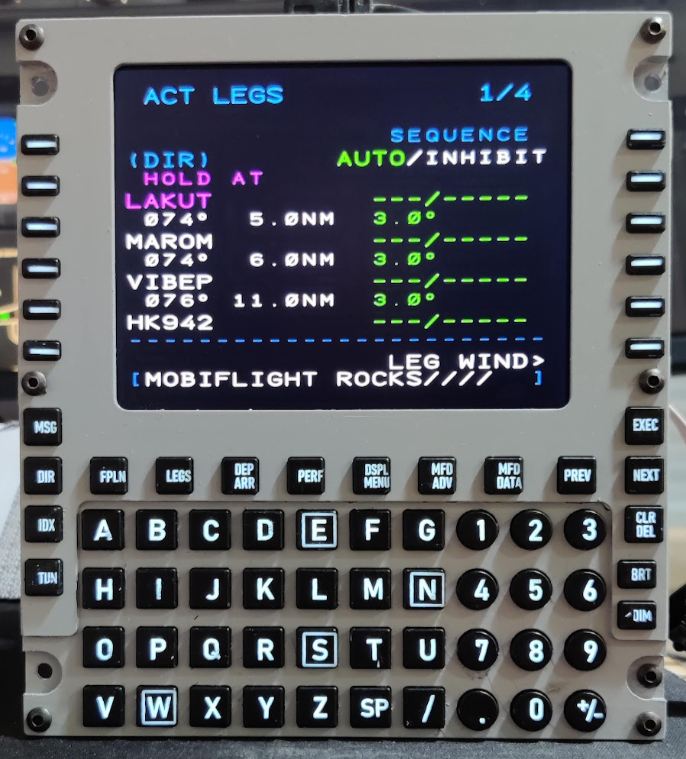 ACT LEGS 1/4
SEQUENCE
(DIR) AUTO/INHIBIT
HOLD AT
LAKUT ---/-----
074° 5.0NM 3.0°
MAROM ---/-----
074° 6.0NM 3.0°
VIBEP ---/-----
076° 11.0NM 3.0°
HK942 ---/-----
--------------------
LEG WIND>
[MOBIFLIGHT ROCKS//// ]
MSG EXEC
DIR FPLN LEGS DEP ARR PERF DSPL MENU MFD ADV MFD DATA PREV NEXT
IDX A B C D E F G 1 2 3 CLR DEL
TUN H I J K L M N 4 5 6 BRT
O P Q R S T U 7 8 9 DIM
V W X Y Z SP / . 0 +/-